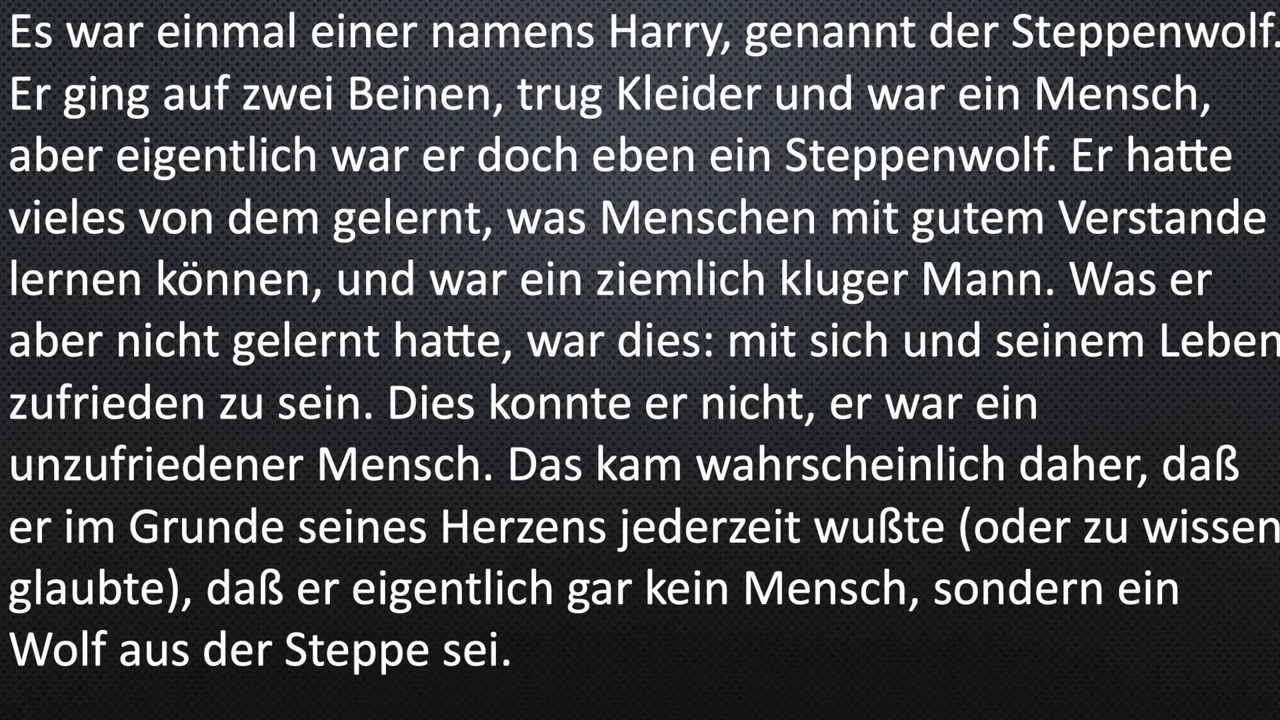 Es war einmal einer namens Harry, genannt der Steppenwolf.
Er ging auf zwei Beinen, trug Kleider und war ein Mensch,
aber eigentlich war er doch eben ein Steppenwolf. Er hatte
vieles von dem gelernt, was Menschen mit gutem Verstande
lernen können, und war ein ziemlich kluger Mann. Was er
aber nicht gelernt hatte, war dies: mit sich und seinem Leben
zufrieden zu sein. Dies konnte er nicht, er war ein
unzufriedener Mensch. Das kam wahrscheinlich daher, daß
er im Grunde seines Herzens jederzeit wußte (oder zu wissen
glaubte), daß er eigentlich gar kein Mensch, sondern ein
Wolf aus der Steppe sei.